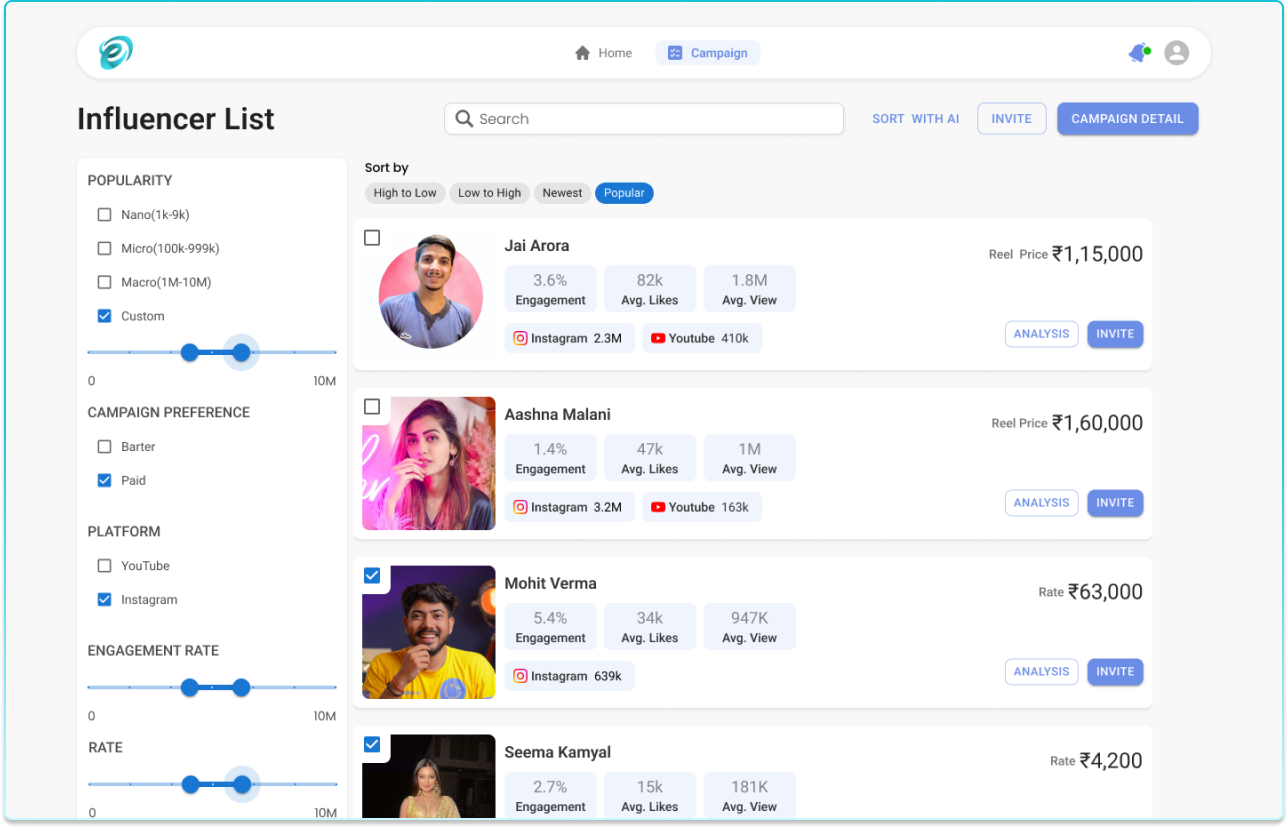 Home
Campaign
Influencer List
Search
SORT WITH AI
INVITE
CAMPAIGN DETAIL
POPULARITY
Nano(1k-9k)
Micro(100k-999k)
Macro(1M-10M)
Custom
0
10M
CAMPAIGN PREFERENCE
Barter
Paid
PLATFORM
YouTube
Instagram
ENGAGEMENT RATE
0
10M
RATE
0
10M
Sort by
High to Low
Low to High
Newest
Popular
Jai Arora
Reel Price ₹1,15,000
3.6%
Engagement
82k
Avg. Likes
1.8M
Avg. View
Instagram 2.3M
Youtube 410k
ANALYSIS
INVITE
Aashna Malani
Reel Price ₹1,60,000
1.4%
Engagement
47k
Avg. Likes
1M
Avg. View
Instagram 3.2M
Youtube 163k
ANALYSIS
INVITE
Mohit Verma
Rate ₹63,000
5.4%
Engagement
34k
Avg. Likes
947K
Avg. View
Instagram 639k
ANALYSIS
INVITE
Seema Kamyal
Rate ₹4,200
2.7%
Engagement
15k
Avg. Likes
181K
Avg. View